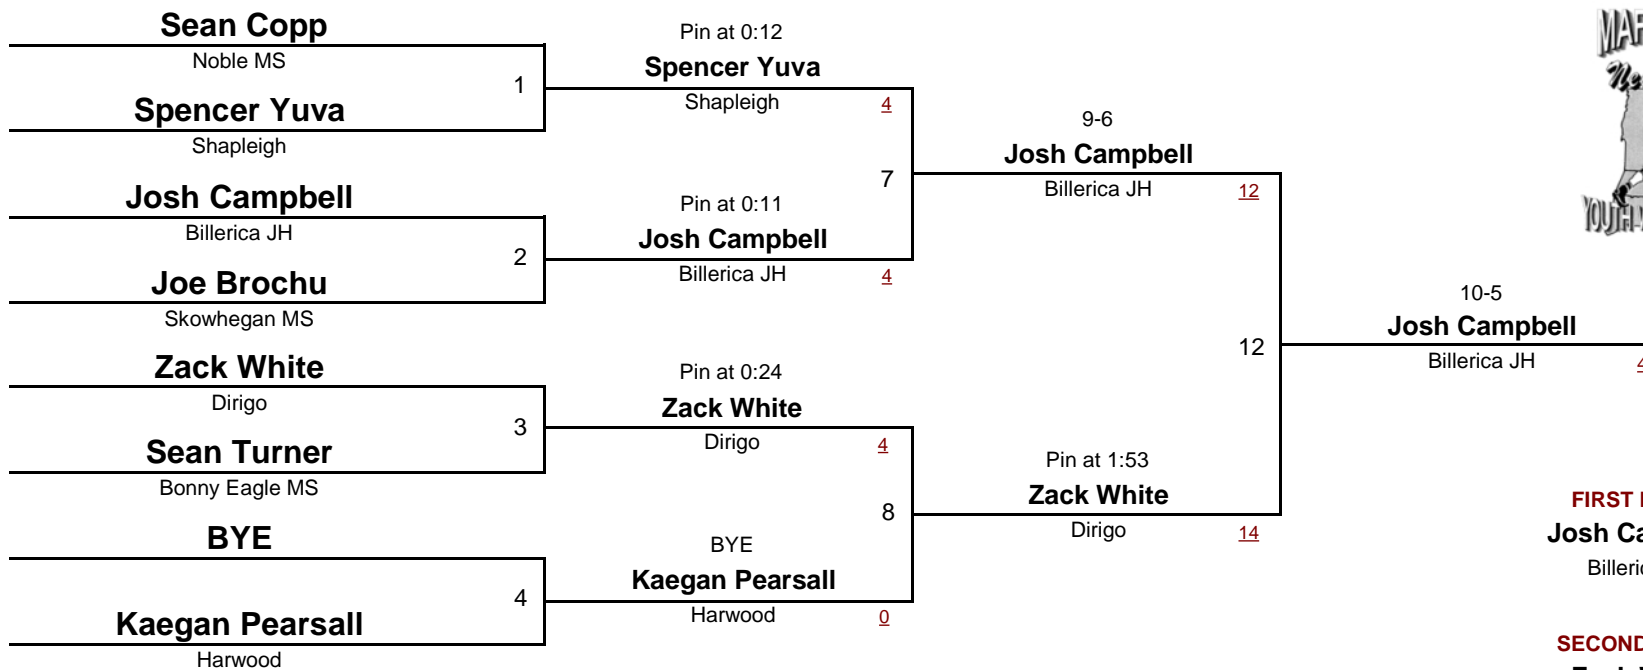 Sean Copp
Noble MS
1
Spencer Yuva
Shapleigh
Josh Campbell
Billerica JH
2
Joe Brochu
Skowhegan MS
Zack White
Dirigo
3
Sean Turner
Bonny Eagle MS
BYE
4
Kaegan Pearsall
Harwood
Pin at 0:12
Spencer Yuva
Shapleigh
4
7
Pin at 0:11
Josh Campbell
Billerica JH
4
Pin at 0:24
Zack White
Dirigo
4
8
BYE
Kaegan Pearsall
Harwood
0
9-6
Josh Campbell
Billerica JH
12
12
Pin at 1:53
Zack White
Dirigo
14
10-5
Josh Campbell
Billerica JH
FIRST
Josh
SECOND